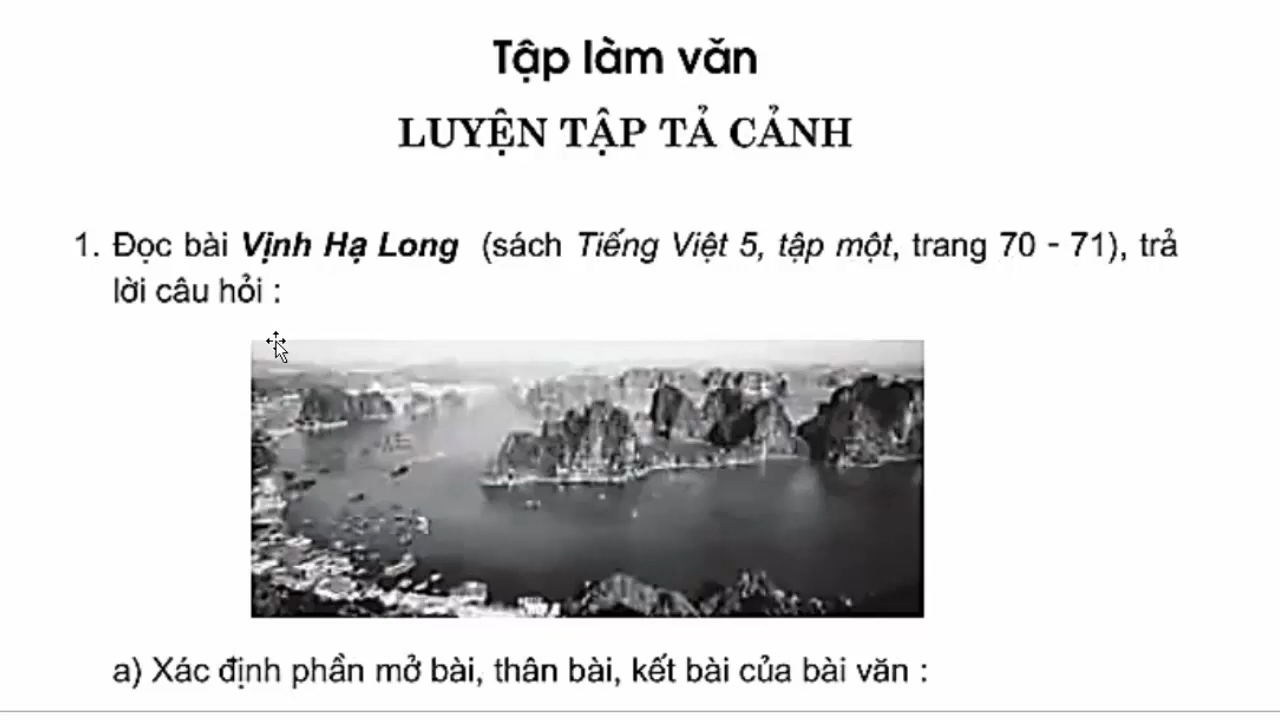 Tập làm văn
LUYỆN TẬP TẢ CẢNH
1. Đọc bài Vịnh Hạ Long (sách Tiếng Việt 5, tập một, trang 70 - 71), trả
lời câu hỏi :
a) Xác định phần mở bài, thân bài, kết bài của bài văn :